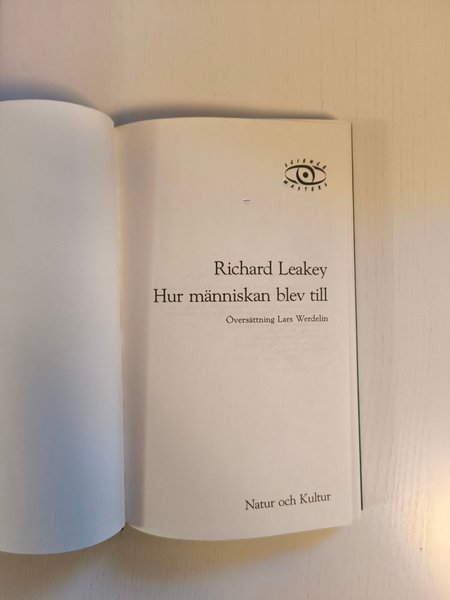 SCIENCE
MASTERS
Richard Leakey
Hur människan blev till
Översättning Lars Werdelin
Natur och Kultur